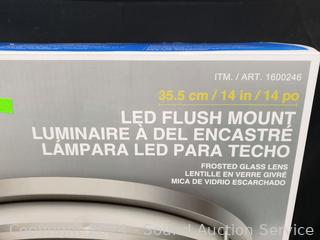 ITM. / ART. 1600246
35.5 cm / 14 in / 14 po
LED FLUSH MOUNT
LUMINAIRE À DEL ENCASTRÉ
LÁMPARA LED PARA TECHO
FROSTED GLASS LENS
LENTILLE EN VERRE GIVRÉ
MICA DE VIDRIO ESCARCHADO
Sound Auction Service